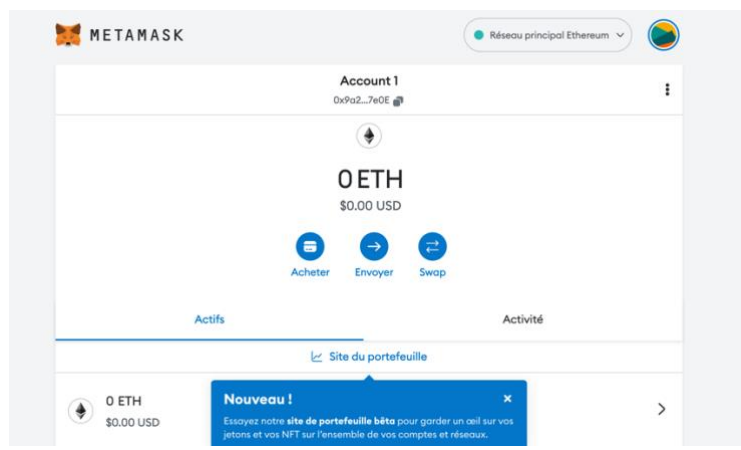 METAMASK
Réseau principal Ethereum
Account 1
0x9a2...7e0E
0 ETH
$0.00 USD
Acheter Envoyer Swap
Actifs Activité
Site du portefeuille
0 ETH
$0.00 USD
Nouveau !
Essayez notre site de portefeuille bêta pour garder un œil sur vos
jetons et vos NFT sur l'ensemble de vos comptes et réseaux.